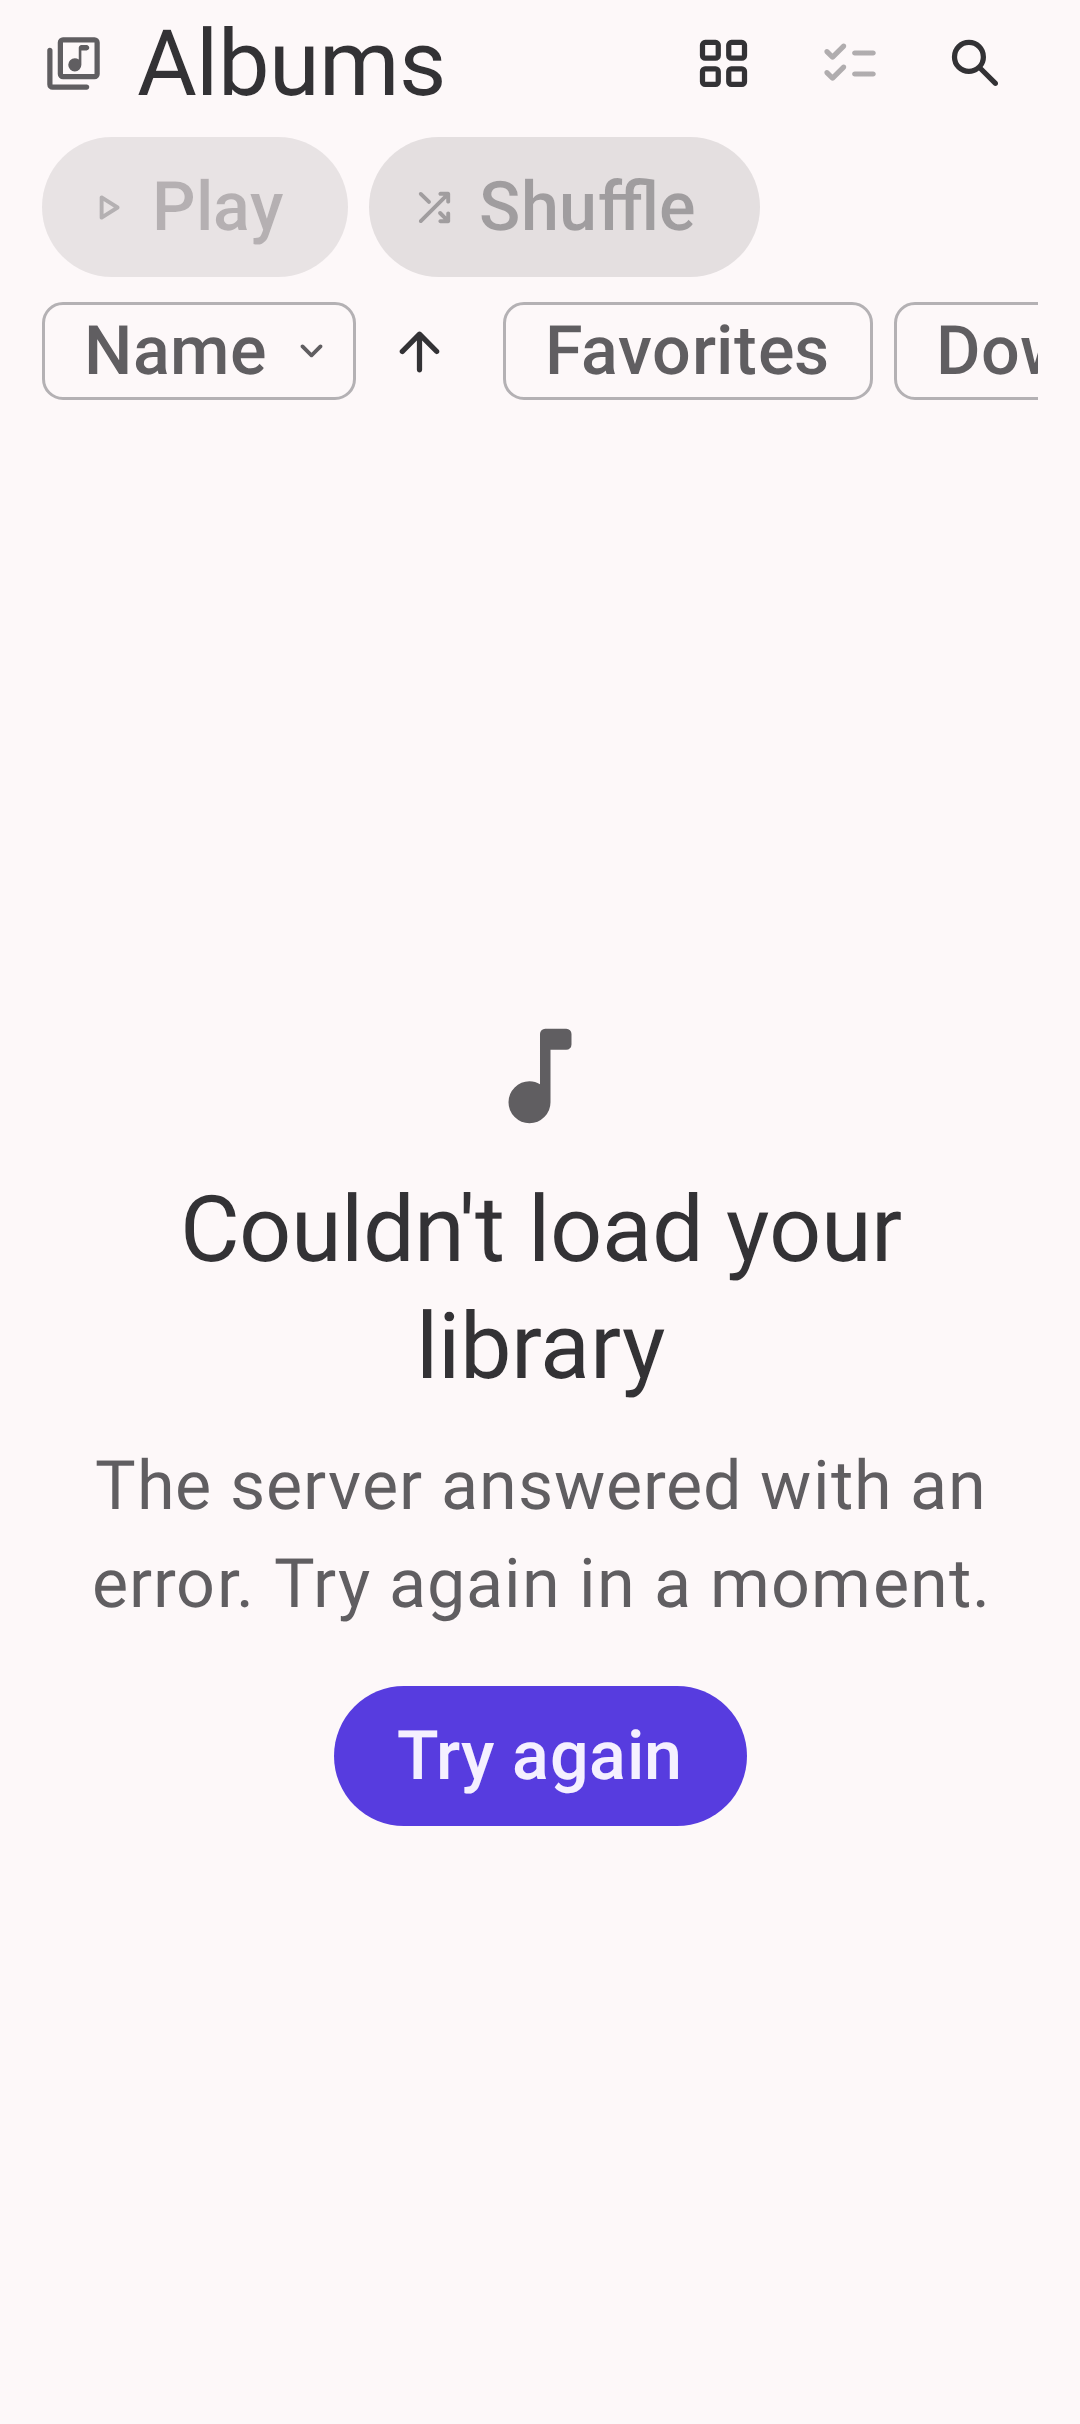 Albums
Play
Shuffle
Name
Favorites
Dow
Couldn't load your
library
The server answered with an
error. Try again in a moment.
Try again